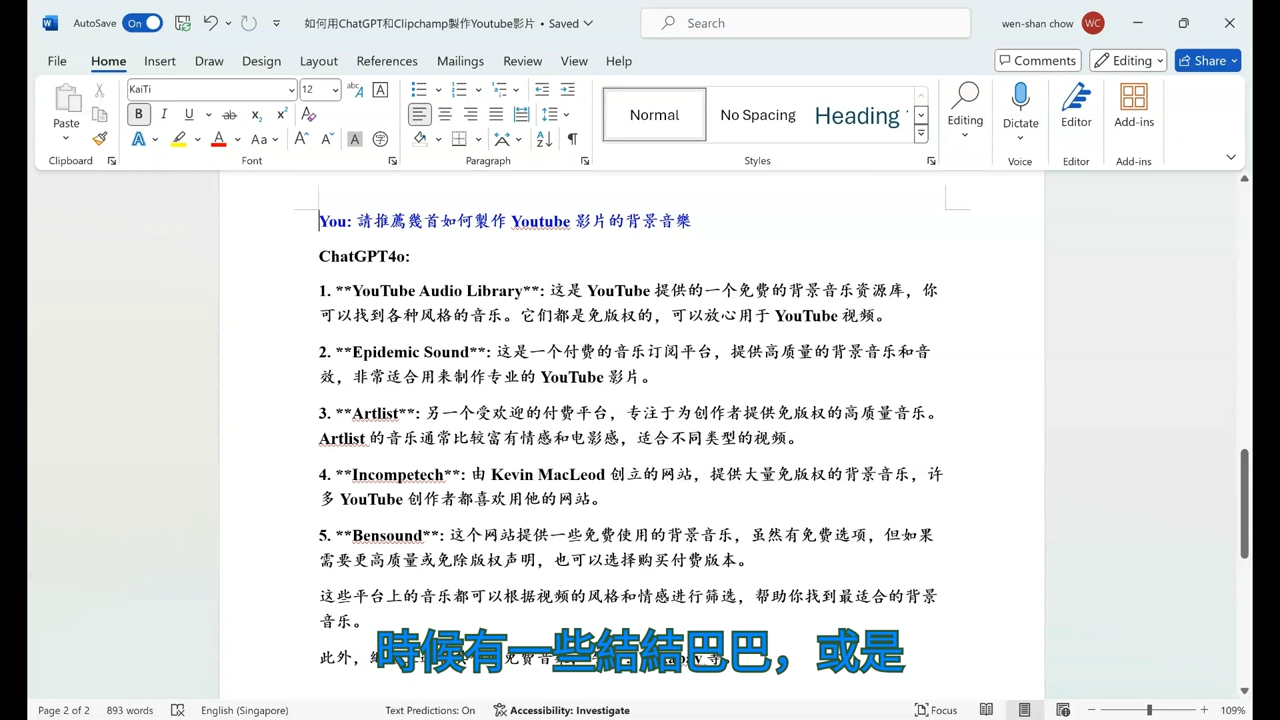 AutoSave On 如何用ChatGPT和Clipchamp製作Youtube影片 • Saved Search wen-shan chow WC
File Home Insert Draw Design Layout References Mailings Review View Help Comments Editing Share
Paste KaiTi 12 Normal No Spacing Heading Editing Dictate Editor Add-ins
Clipboard Font Paragraph Styles Voice Editor Add-ins
You: 請推薦幾首如何製作 Youtube 影片的背景音樂
ChatGPT4o:
1. **YouTube Audio Library**: 这是 YouTube 提供的一个免费的背景音乐资源库，你
可以找到各种风格的音乐。它们都是免版权的，可以放心用于 YouTube 视频。
2. **Epidemic Sound**: 这是一个付费的音乐订阅平台，提供高质量的背景音乐和音
效，非常适合用来制作专业的 YouTube 影片。
3. **Artlist**: 另一个受欢迎的付费平台，专注于为创作者提供免版权的高质量音乐。
Artlist 的音乐通常比较富有情感和电影感，适合不同类型的视频。
4. **Incompetech**: 由 Kevin MacLeod 创立的网站，提供大量免版权的背景音乐，许
多 YouTube 创作者都喜欢用他的网站。
5. **Bensound**: 这个网站提供一些免费使用的背景音乐，虽然有免费选项，但如果
需要更高质量或免除版权声明，也可以选择购买付费版本。
这些平台上的音乐都可以根据视频的风格和情感进行筛选，帮助你找到最适合的背景
音乐。
此外，
時候有一些結結巴巴，或是
Page 2 of 2 893 words English (Singapore) Text Predictions: On Accessibility: Investigate Focus 109%